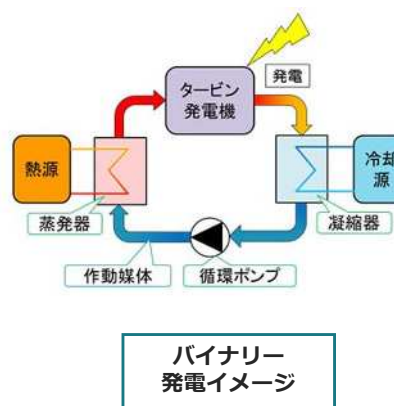 タービン
発電機
発電
熱源
冷却
源
蒸発器
凝縮器
作動媒体
循環ポンプ
バイナリー
発電イメージ